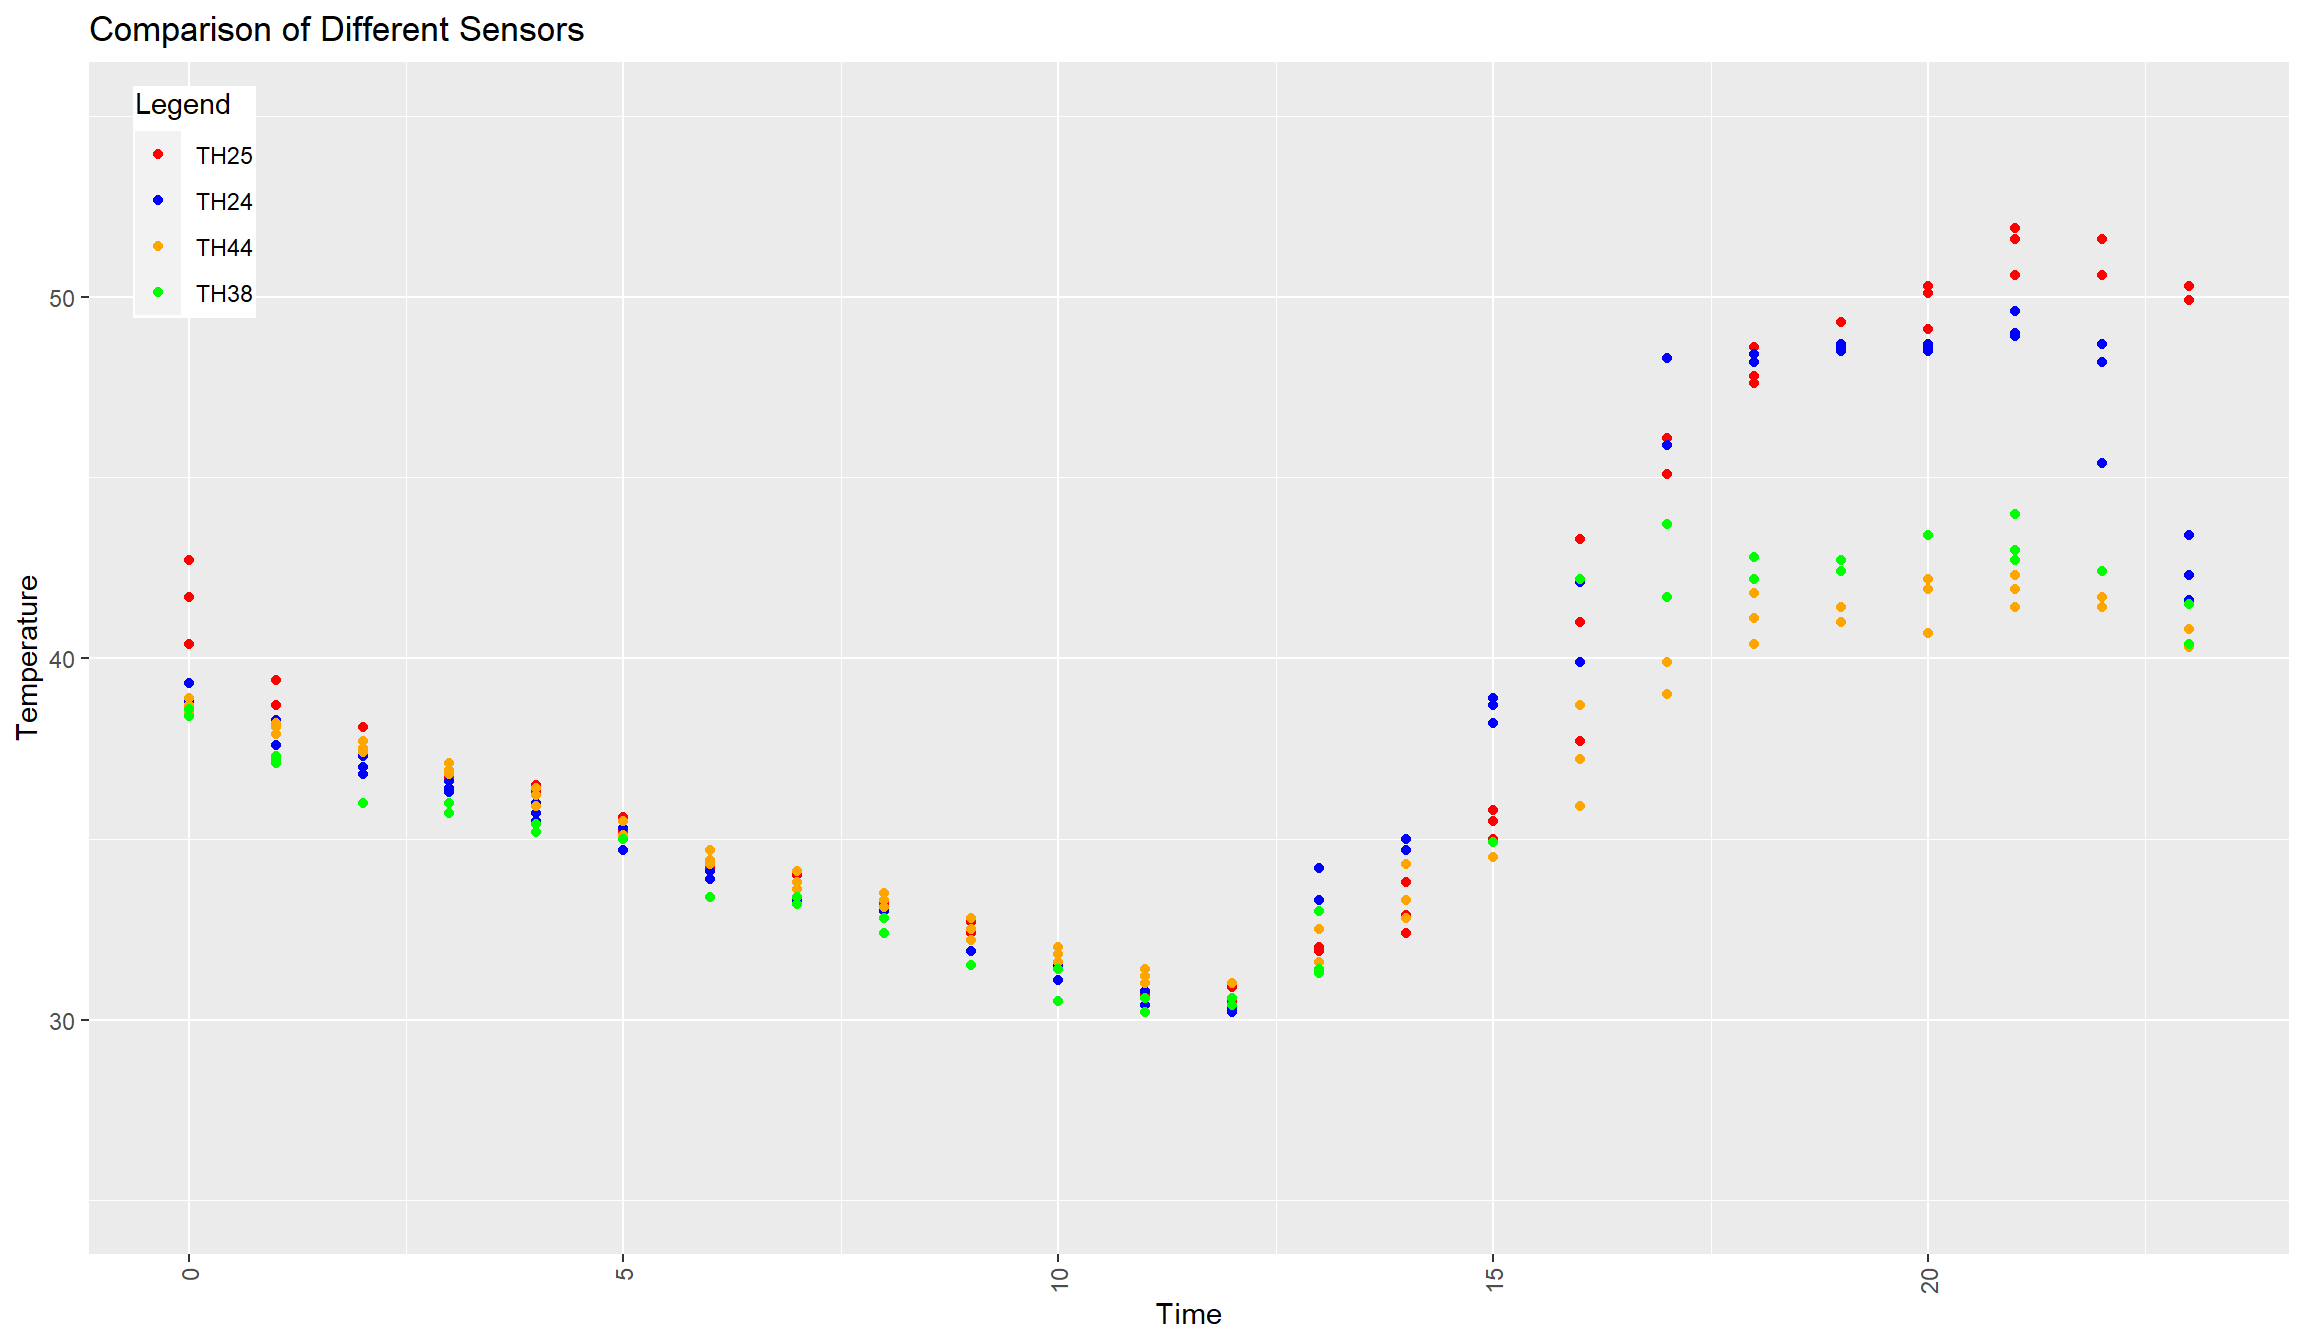 Comparison of Different Sensors
Legend
TH25
TH24
TH44
TH38
50
40
30
Temperature
0
5
10
15
20
Time